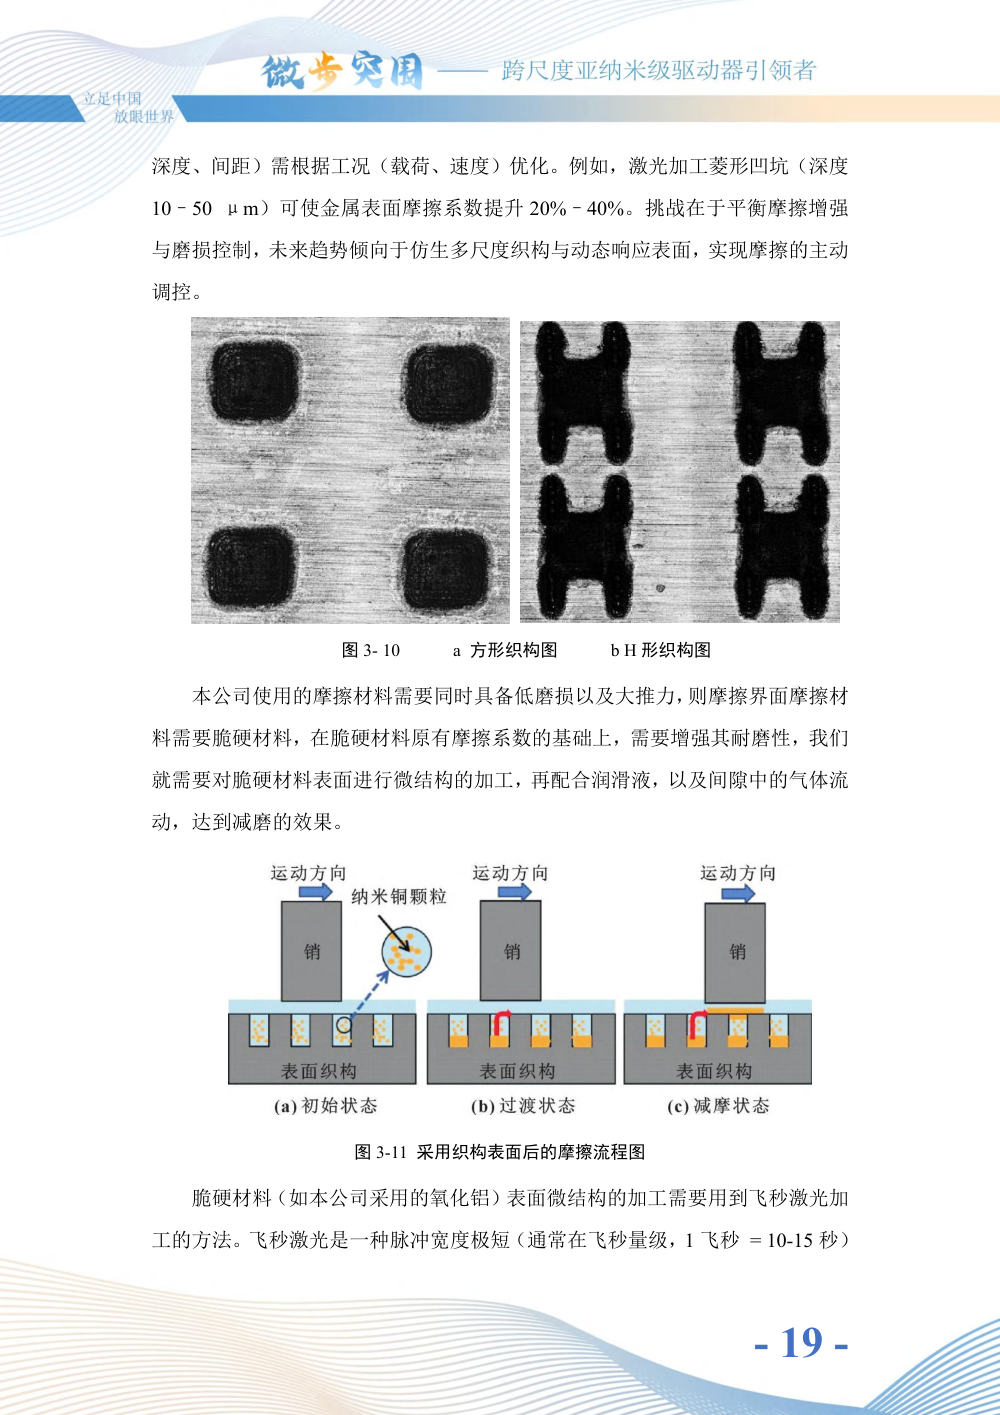 微步突围 —— 跨尺度亚纳米级驱动器引领者
立足中国
放眼世界
深度、间距）需根据工况（载荷、速度）优化。例如，激光加工菱形凹坑（深度
10–50 μm）可使金属表面摩擦系数提升 20%–40%。挑战在于平衡摩擦增强
与磨损控制，未来趋势倾向于仿生多尺度织构与动态响应表面，实现摩擦的主动
调控。
图 3- 10 a 方形织构图 b H 形织构图
本公司使用的摩擦材料需要同时具备低磨损以及大推力，则摩擦界面摩擦材
料需要脆硬材料，在脆硬材料原有摩擦系数的基础上，需要增强其耐磨性，我们
就需要对脆硬材料表面进行微结构的加工，再配合润滑液，以及间隙中的气体流
动，达到减磨的效果。
运动方向 运动方向 运动方向
纳米铜颗粒
销 销 销
表面织构 表面织构 表面织构
(a) 初始状态 (b) 过渡状态 (c) 减摩状态
图 3-11 采用织构表面后的摩擦流程图
脆硬材料（如本公司采用的氧化铝）表面微结构的加工需要用到飞秒激光加
工的方法。飞秒激光是一种脉冲宽度极短（通常在飞秒量级，1 飞秒 = 10-15 秒）
- 19 -